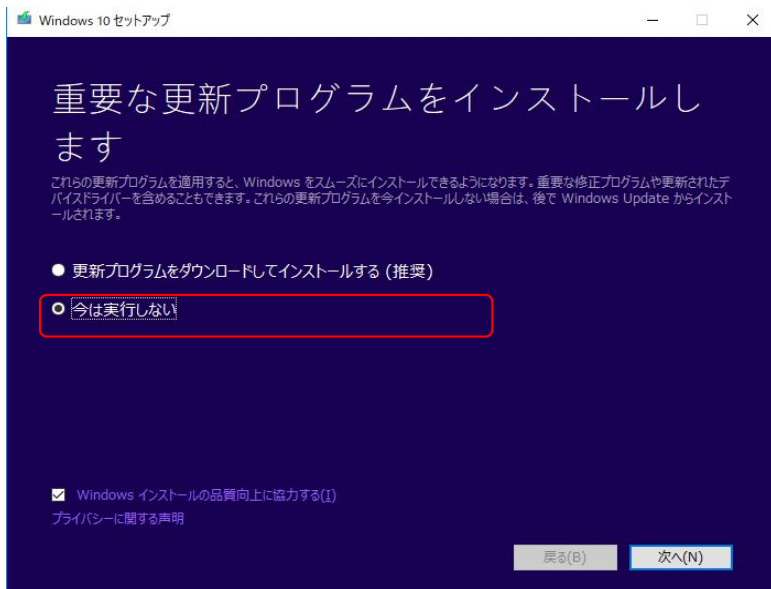 Windows 10 セットアップ
重要な更新プログラムをインストールし
ます
これらの更新プログラムを適用すると、Windows をスムーズにインストールできるようになります。重要な修正プログラムや更新されたデ
バイスドライバーを含めることもできます。これらの更新プログラムを今インストールしない場合は、後で Windows Update からインスト
ールされます。
更新プログラムをダウンロードしてインストールする (推奨)
今は実行しない
Windows インストールの品質向上に協力する(I)
プライバシーに関する声明
戻る(B)
次へ(N)